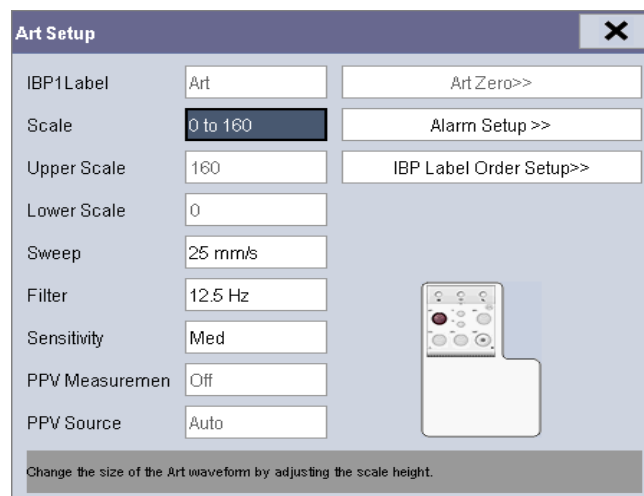 Art Setup
IBP1Label Art Art Zero>>
Scale 0 to 160 Alarm Setup >>
Upper Scale 160 IBP Label Order Setup>>
Lower Scale 0
Sweep 25 mm/s
Filter 12.5 Hz
Sensitivity Med
PPV Measuremen Off
PPV Source Auto
Change the size of the Art waveform by adjusting the scale height.